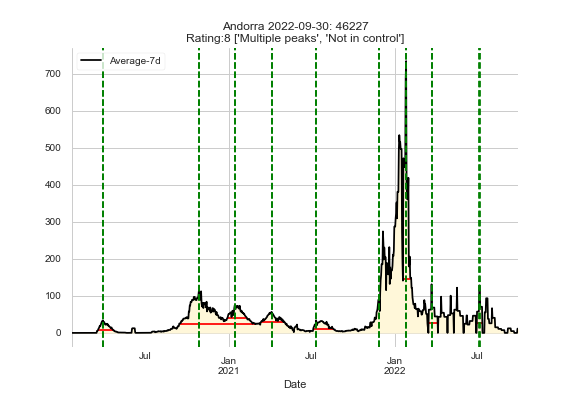 Andorra 2022-09-30: 46227
Rating:8 ['Multiple peaks', 'Not in control']
Average-7d
700
600
500
400
300
200
100
0
Jul
Jan
2021
Jul
Jan
2022
Jul
Date